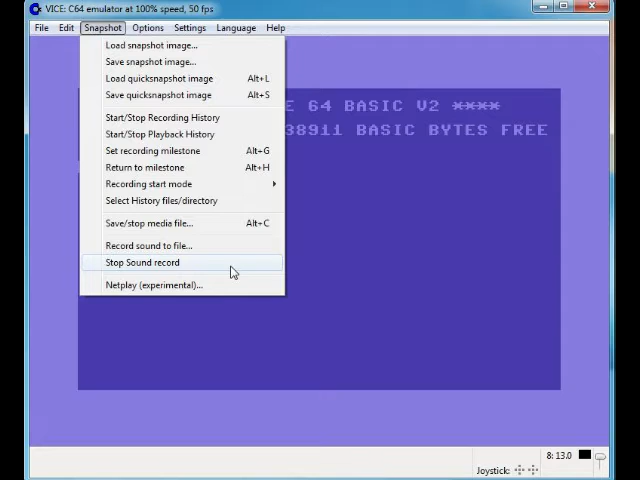 VICE: C64 emulator at 100% speed, 50 fps
File Edit Snapshot Options Settings Language Help
Load snapshot image...
Save snapshot image...
Load quicksnapshot image Alt+L
Save quicksnapshot image Alt+S
Start/Stop Recording History
Start/Stop Playback History
Set recording milestone Alt+G
Return to milestone Alt+H
Recording start mode
Select History files/directory
Save/stop media file... Alt+C
Record sound to file...
Stop Sound record
Netplay (experimental)...
E 64 BASIC V2 ****
38911 BASIC BYTES FREE
8: 13.0
Joystick: